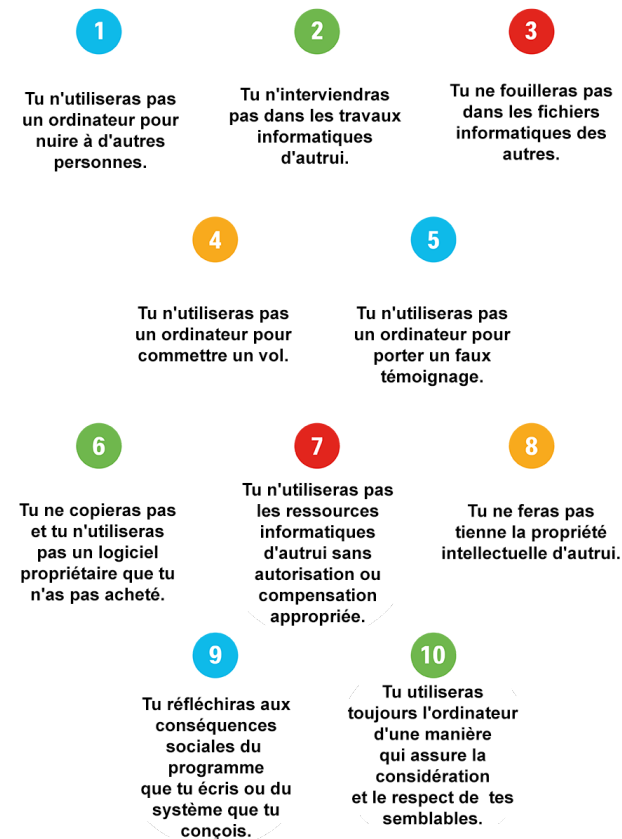 1
Tu n'utiliseras pas
un ordinateur pour
nuire à d'autres
personnes.
2
Tu n'interviendras
pas dans les travaux
informatiques
d'autrui.
3
Tu ne fouilleras pas
dans les fichiers
informatiques des
autres.
4
Tu n'utiliseras pas
un ordinateur pour
commettre un vol.
5
Tu n'utiliseras pas
un ordinateur pour
porter un faux
témoignage.
6
Tu ne copieras pas
et tu n'utiliseras
pas un logiciel
propriétaire que tu
n'as pas acheté.
7
Tu n'utiliseras pas
les ressources
informatiques
d'autrui sans
autorisation ou
compensation
appropriée.
8
Tu ne feras pas
tienne la propriété
intellectuelle d'autrui.
9
Tu réfléchiras aux
conséquences
sociales du
programme
que tu écris ou du
système que tu
conçois.
10
Tu utiliseras
toujours l'ordinateur
d'une manière
qui assure la
considération
et le respect de tes
semblables.